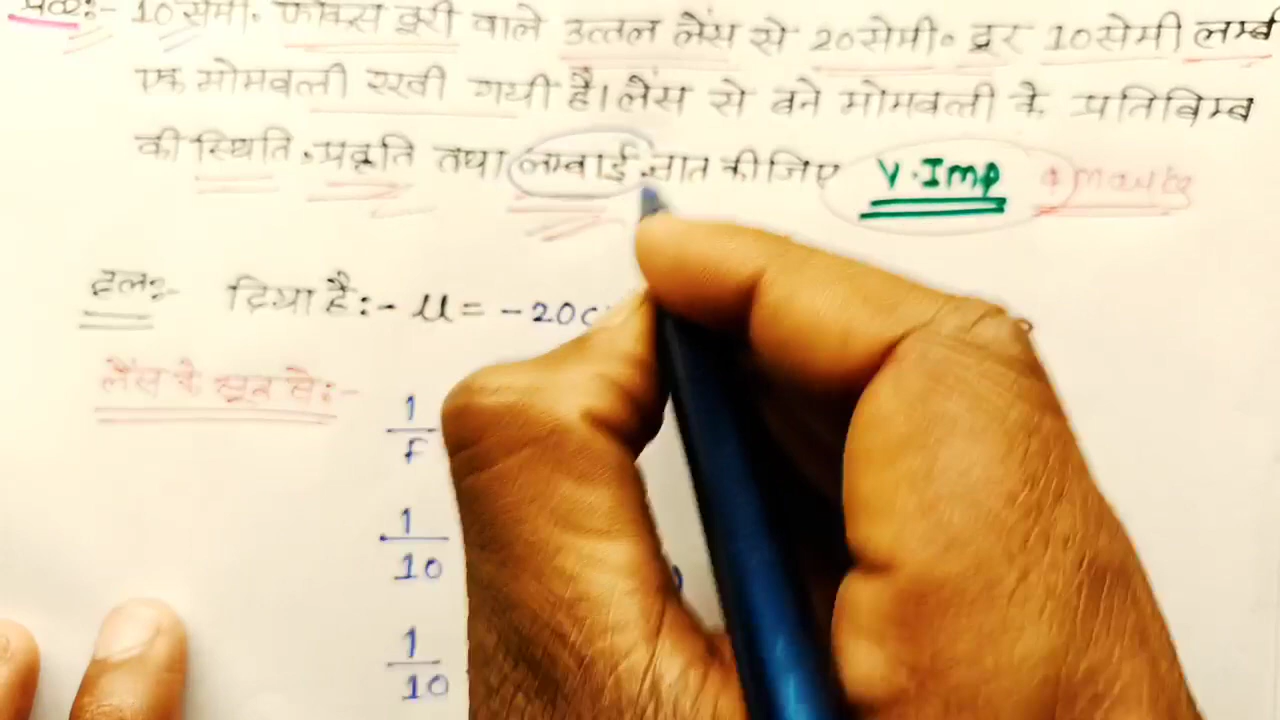 प्रश्न:- 10 सेमी. फोकस दूरी वाले उत्तल लैंस से 20 सेमी. दूर 10 सेमी लम्ब
एक मोमबत्ती रखी गयी है। लैंस से बने मोमबत्ती के प्रतिबिम्ब
की स्थिति, प्रकृति तथा लम्बाई ज्ञात कीजिए V.Imp
हल:- दिया है:- u = -20c
लैंस के सूत्र से:-
1/F
1/10
1/10